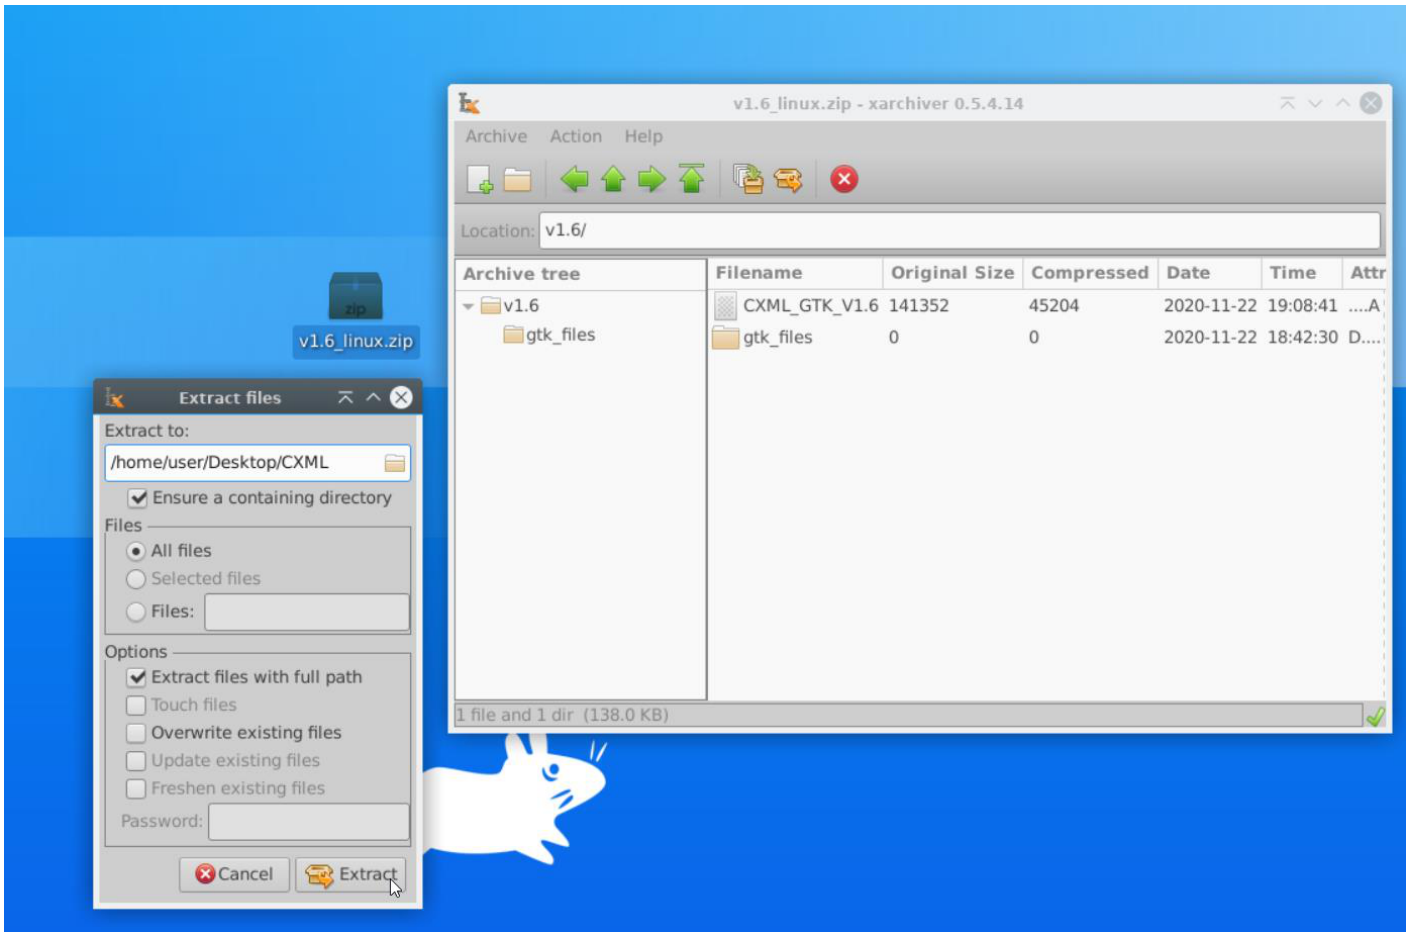 v1.6_linux.zip - xarchiver 0.5.4.14
Archive Action Help
Location: v1.6/
Archive tree
v1.6
gtk_files
Filename Original Size Compressed Date Time Attr
CXML_GTK_V1.6 141352 45204 2020-11-22 19:08:41 ....A
gtk_files 0 0 2020-11-22 18:42:30 D....
1 file and 1 dir (138.0 KB)
zip
v1.6_linux.zip
Extract files
Extract to:
/home/user/Desktop/CXML
Ensure a containing directory
Files
All files
Selected files
Files:
Options
Extract files with full path
Touch files
Overwrite existing files
Update existing files
Freshen existing files
Password:
Cancel Extract